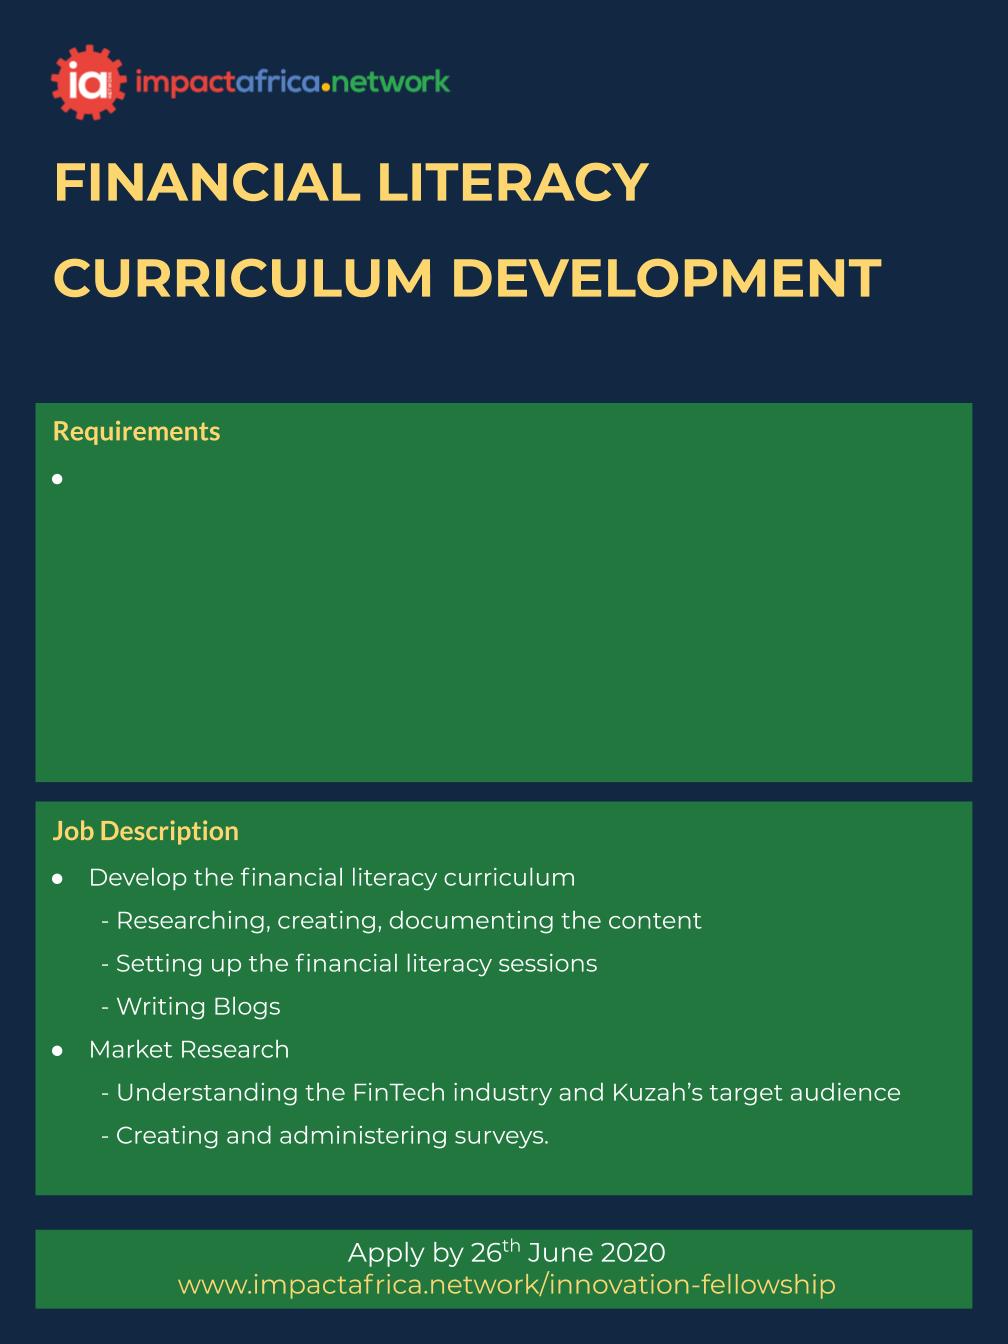 ia impactafrica.network
FINANCIAL LITERACY
CURRICULUM DEVELOPMENT
Requirements
●
Job Description
● Develop the financial literacy curriculum
- Researching, creating, documenting the content
- Setting up the financial literacy sessions
- Writing Blogs
● Market Research
- Understanding the FinTech industry and Kuzah’s target audience
- Creating and administering surveys.
Apply by 26th June 2020
www.impactafrica.network/innovation-fellowship